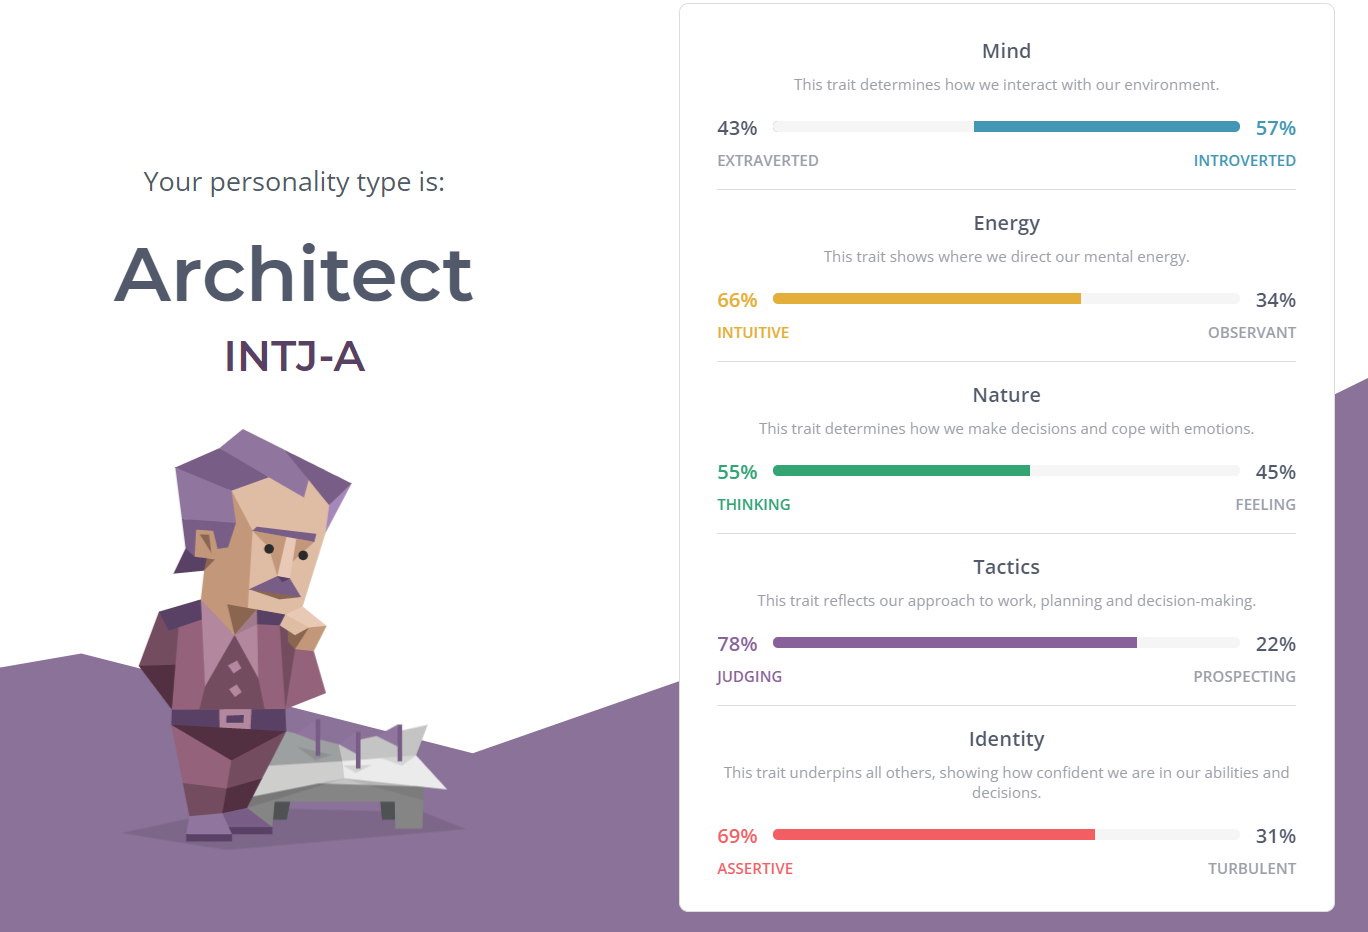 Your personality type is:
Architect
INTJ-A
Mind
This trait determines how we interact with our environment.
43% 57%
EXTRAVERTED INTROVERTED
Energy
This trait shows where we direct our mental energy.
66% 34%
INTUITIVE OBSERVANT
Nature
This trait determines how we make decisions and cope with emotions.
55% 45%
THINKING FEELING
Tactics
This trait reflects our approach to work, planning and decision-making.
78% 22%
JUDGING PROSPECTING
Identity
This trait underpins all others, showing how confident we are in our abilities and
decisions.
69% 31%
ASSERTIVE TURBULENT